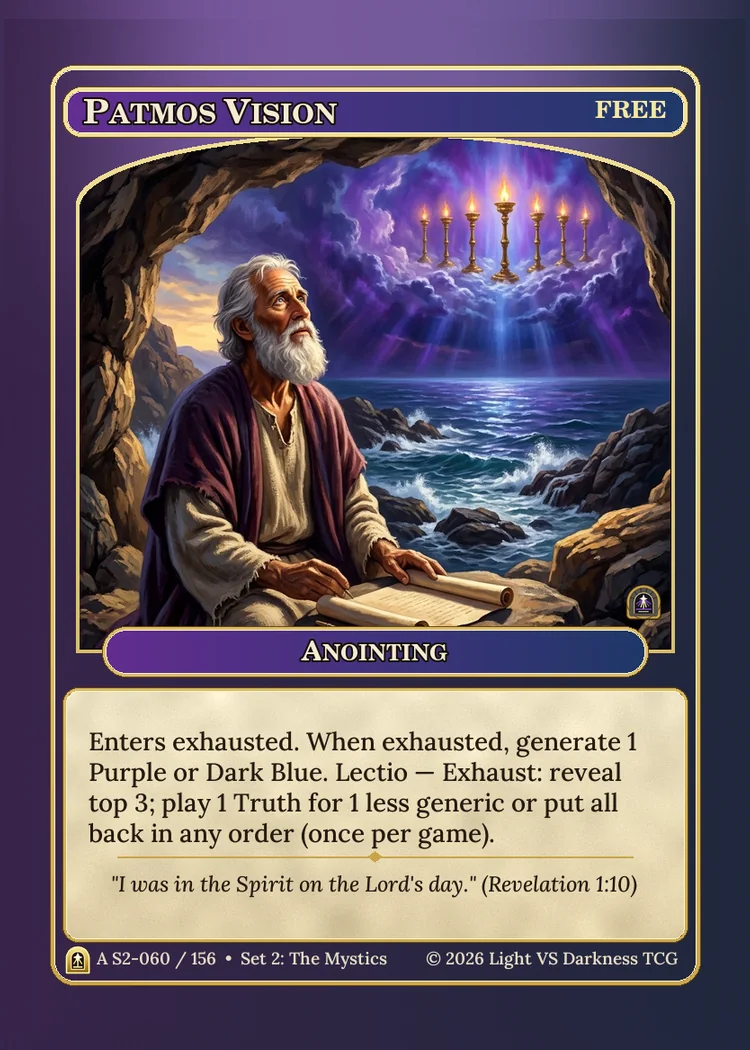 PATMOS VISION
FREE
ANOINTING
Enters exhausted. When exhausted, generate 1
Purple or Dark Blue. Lectio — Exhaust: reveal
top 3; play 1 Truth for 1 less generic or put all
back in any order (once per game).
"I was in the Spirit on the Lord's day." (Revelation 1:10)
A S2-060 / 156 • Set 2: The Mystics
© 2026 Light VS Darkness TCG